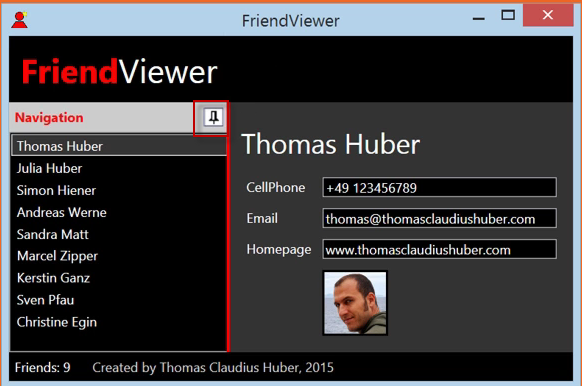 FriendViewer
FriendViewer
Navigation
Thomas Huber
Julia Huber
Simon Hiener
Andreas Werne
Sandra Matt
Marcel Zipper
Kerstin Ganz
Sven Pfau
Christine Egin
Thomas Huber
CellPhone +49 123456789
Email thomas@thomasclaudiushuber.com
Homepage www.thomasclaudiushuber.com
Friends: 9 Created by Thomas Claudius Huber, 2015